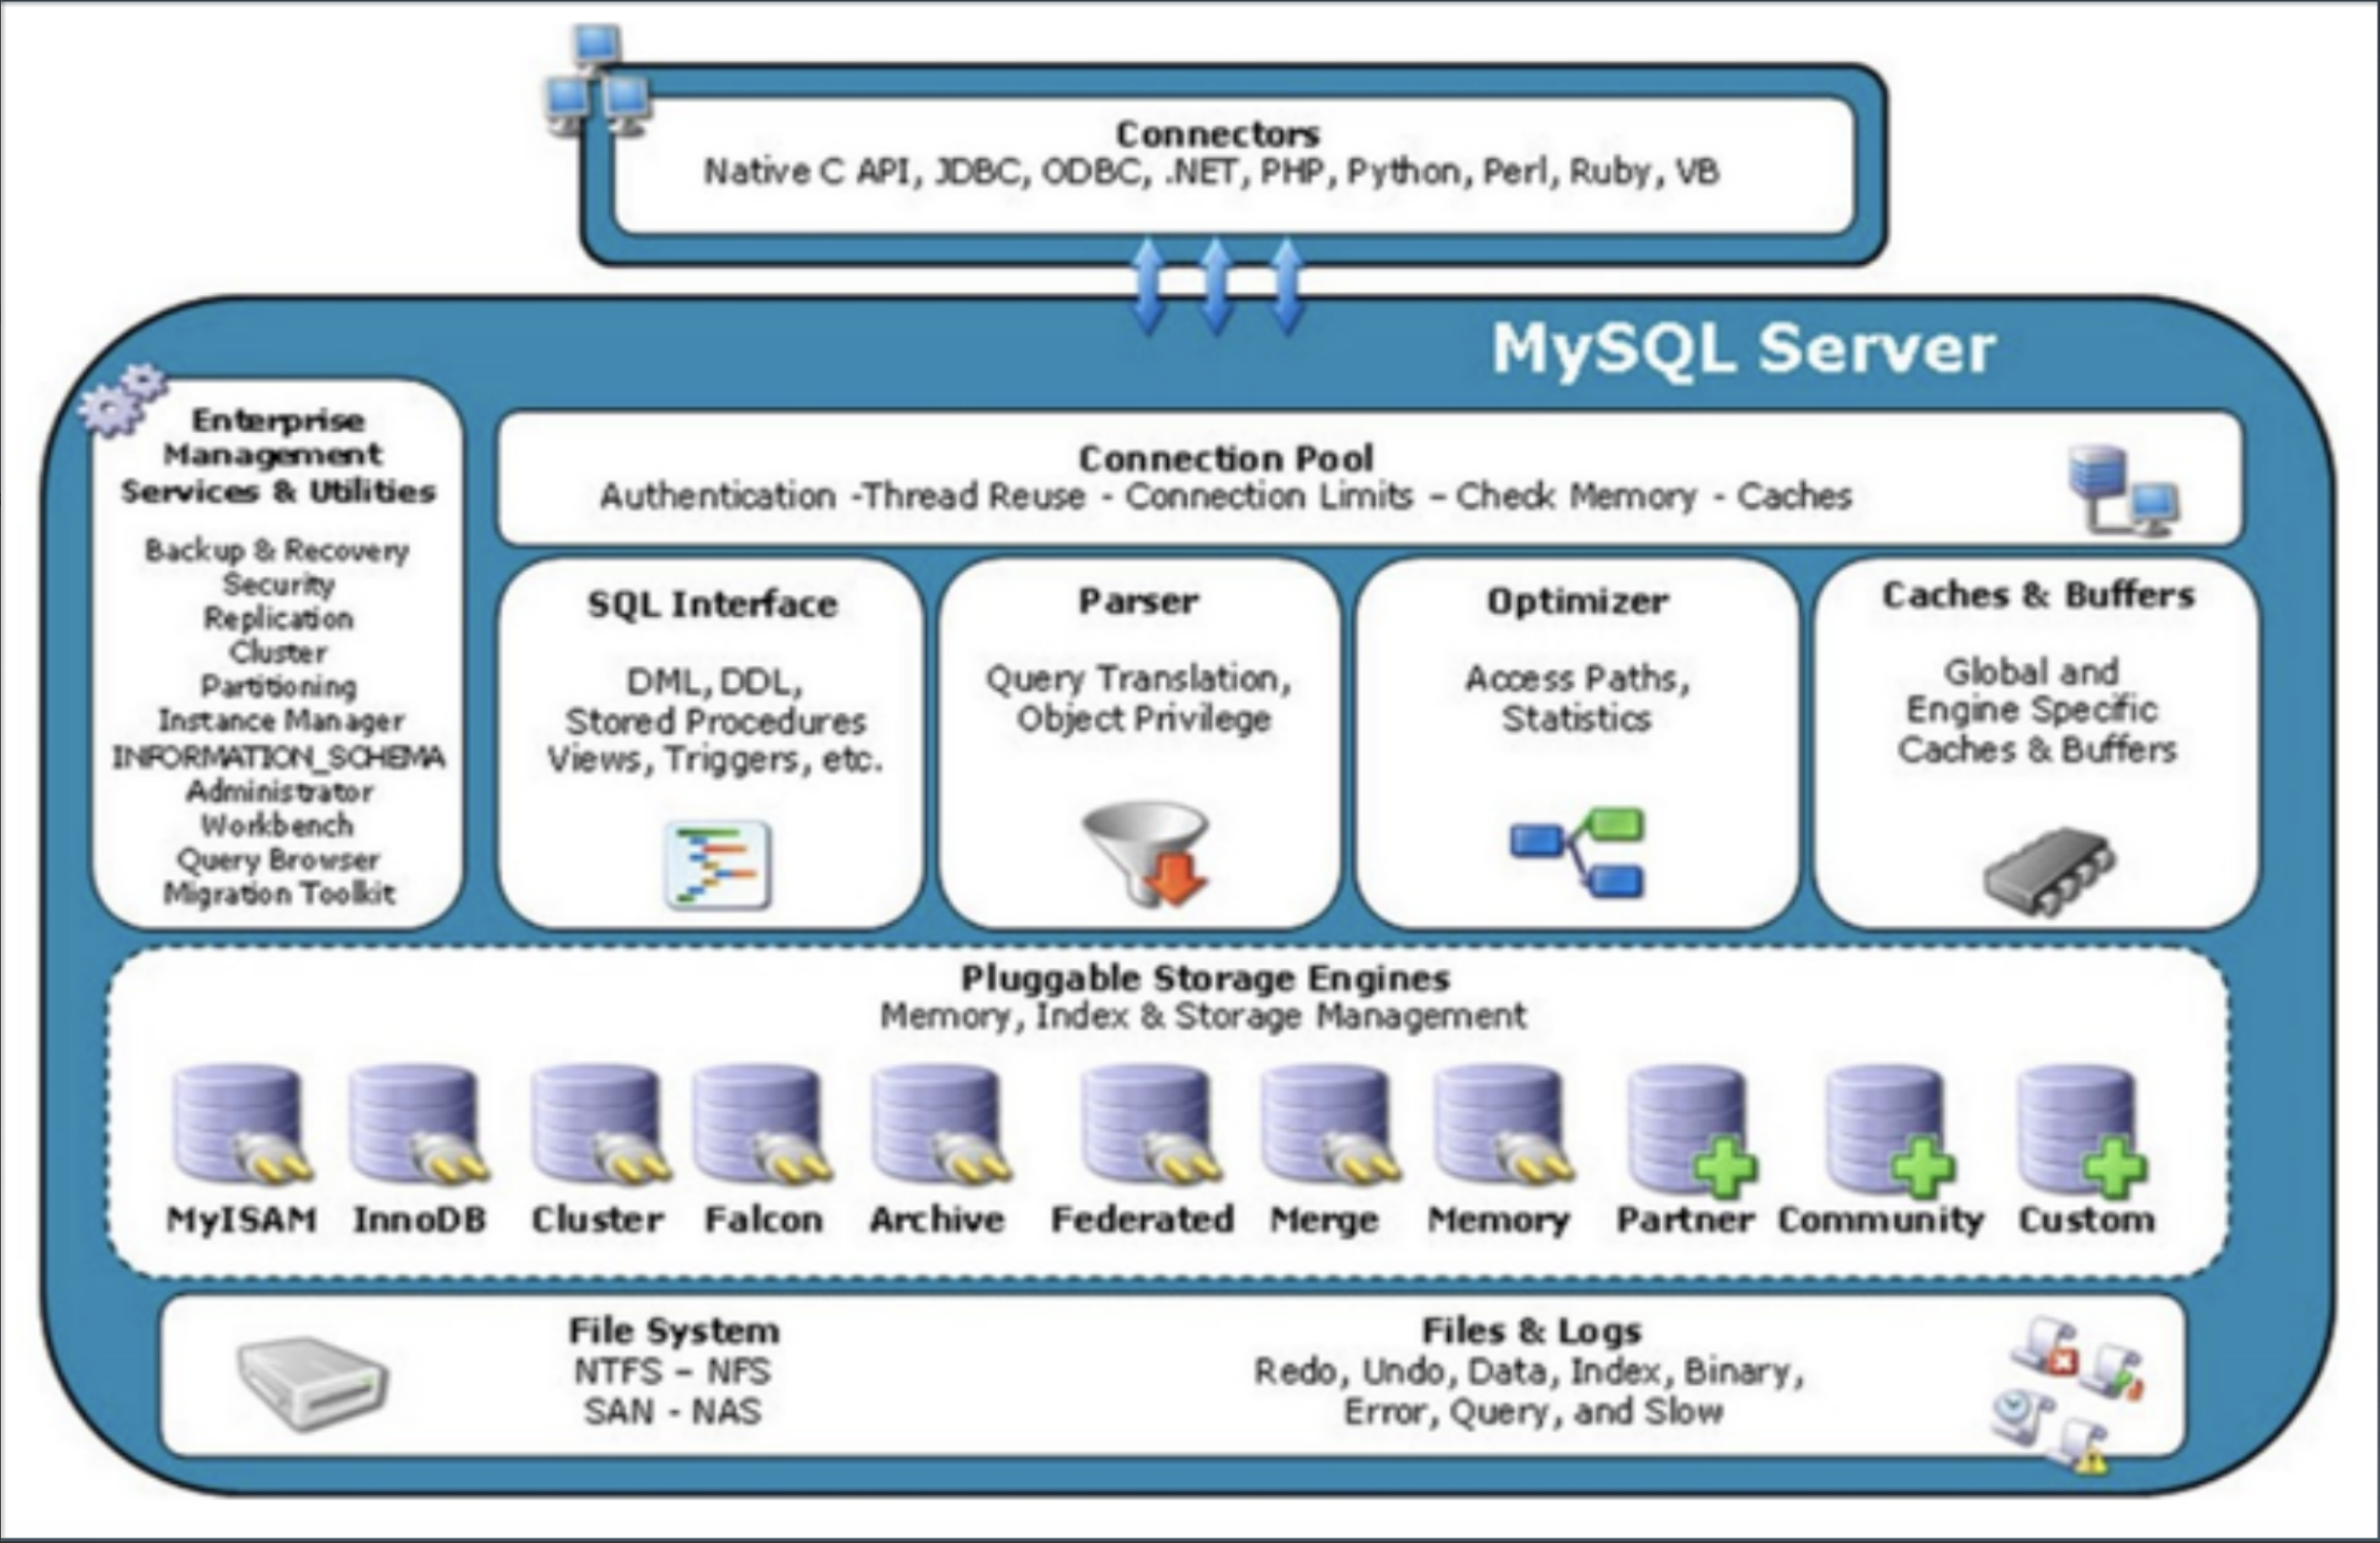 Connectors
Native C API, JDBC, ODBC, .NET, PHP, Python, Perl, Ruby, VB
MySQL Server
Enterprise
Management
Services & Utilities
Backup & Recovery
Security
Replication
Cluster
Partitioning
Instance Manager
INFORMATION_SCHEMA
Administrator
Workbench
Query Browser
Migration Toolkit
Connection Pool
Authentication -Thread Reuse - Connection Limits – Check Memory - Caches
SQL Interface
DML, DDL,
Stored Procedures
Views, Triggers, etc.
Parser
Query Translation,
Object Privilege
Optimizer
Access Paths,
Statistics
Caches & Buffers
Global and
Engine Specific
Caches & Buffers
Pluggable Storage Engines
Memory, Index & Storage Management
MyISAM
InnoDB
Cluster
Falcon
Archive
Federated
Merge
Memory
Partner
Community
Custom
File System
NTFS – NFS
SAN - NAS
Files & Logs
Redo, Undo, Data, Index, Binary,
Error, Query, and Slow